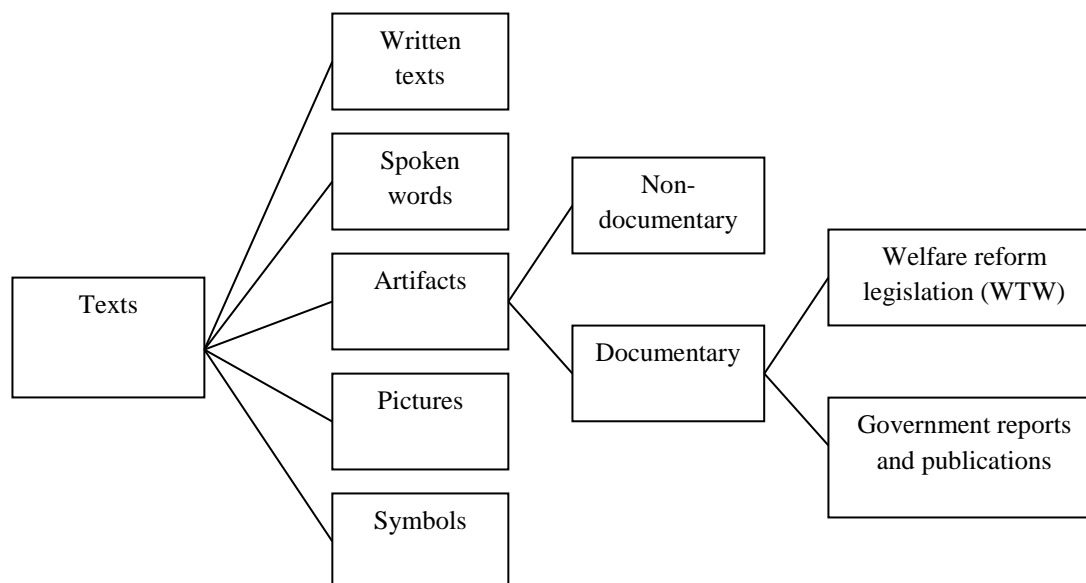 Written
texts
Spoken
words
Non-
documentary
Welfare reform
legislation (WTW)
Artifacts
Texts
Documentary
Pictures
Government reports
and publications
Symbols